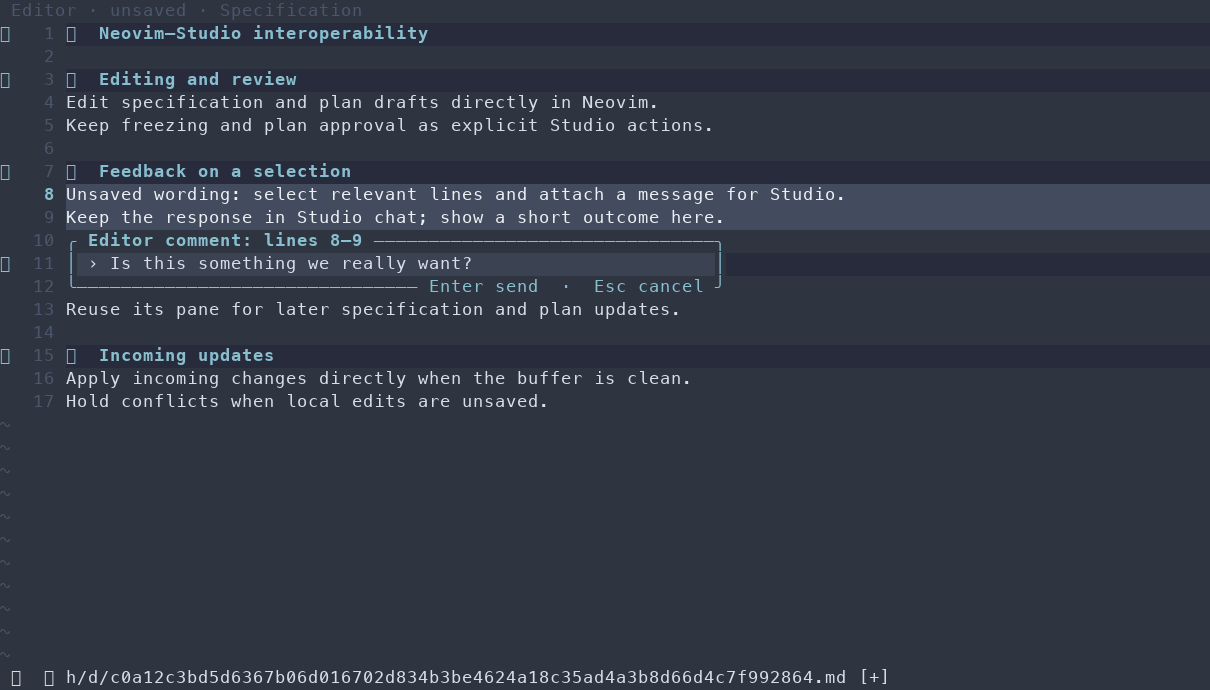 Editor · unsaved · Specification
1 Neovim–Studio interoperability
2
3 Editing and review
4 Edit specification and plan drafts directly in Neovim.
5 Keep freezing and plan approval as explicit Studio actions.
6
7 Feedback on a selection
8 Unsaved wording: select relevant lines and attach a message for Studio.
9 Keep the response in Studio chat; show a short outcome here.
10 Editor comment: lines 8–9
11 › Is this something we really want?
12 Enter send · Esc cancel
13 Reuse its pane for later specification and plan updates.
14
15 Incoming updates
16 Apply incoming changes directly when the buffer is clean.
17 Hold conflicts when local edits are unsaved.
~
~
~
~
~
~
~
~
~
~
~
h/d/c0a12c3bd5d6367b06d016702d834b3be4624a18c35ad4a3b8d66d4c7f992864.md [+]